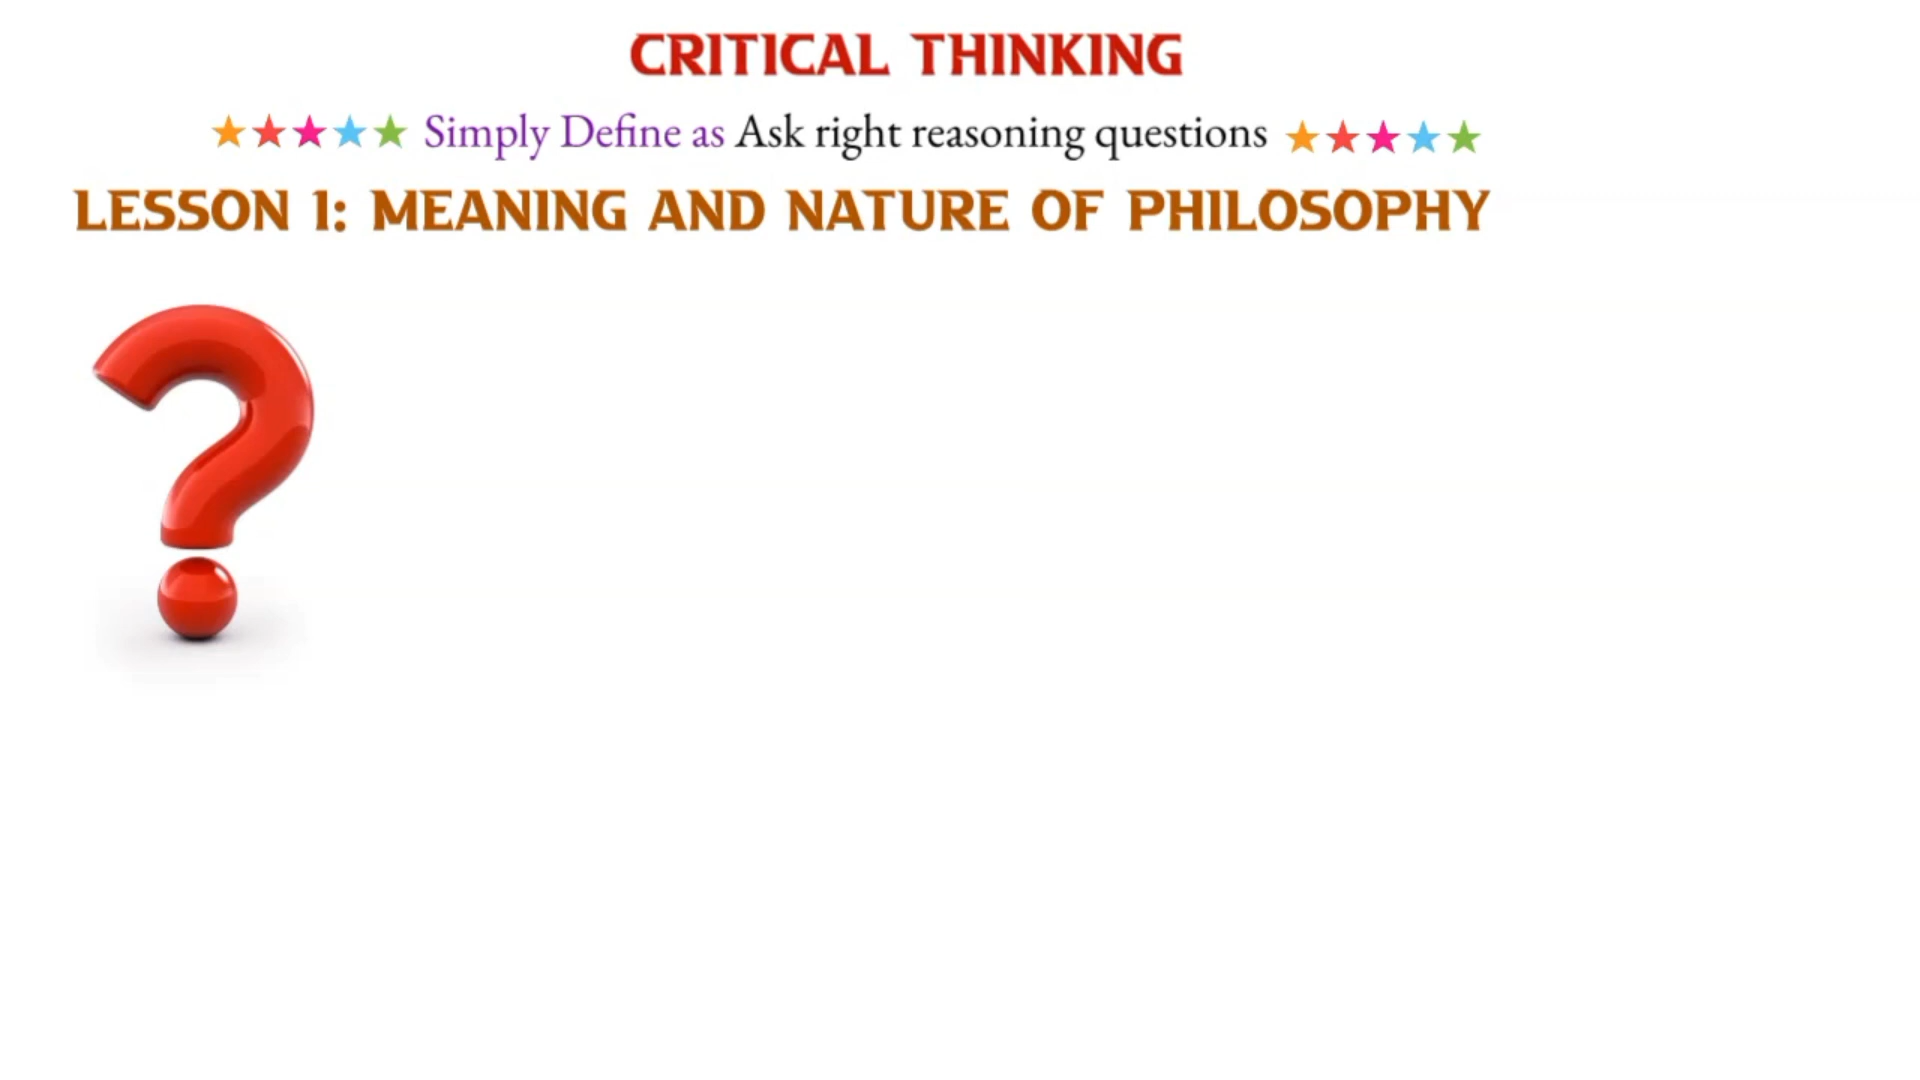 CRITICAL THINKING
Simply Define as Ask right reasoning questions
LESSON 1: MEANING AND NATURE OF PHILOSOPHY
?